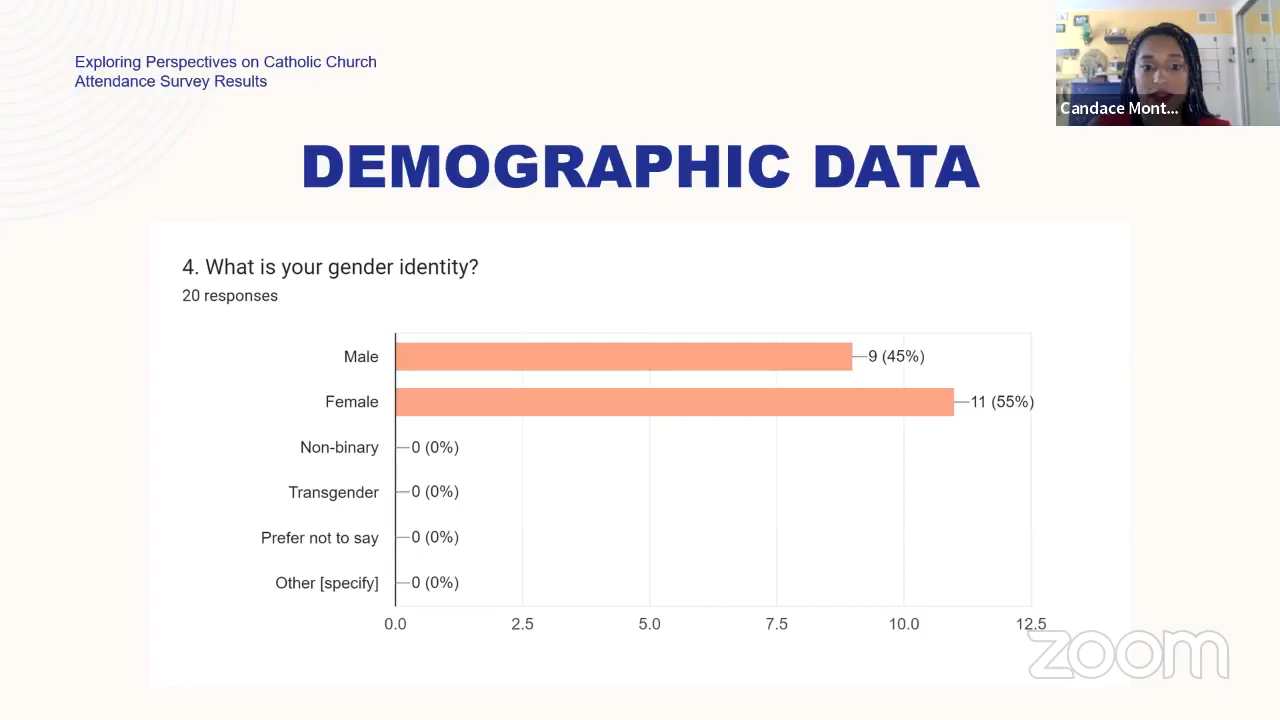 Exploring Perspectives on Catholic Church
Attendance Survey Results
Candace Mont...
DEMOGRAPHIC DATA
4. What is your gender identity?
20 responses
Male 9 (45%)
Female 11 (55%)
Non-binary 0 (0%)
Transgender 0 (0%)
Prefer not to say 0 (0%)
Other [specify] 0 (0%)
0.0 2.5 5.0 7.5 10.0 12.5
zoom